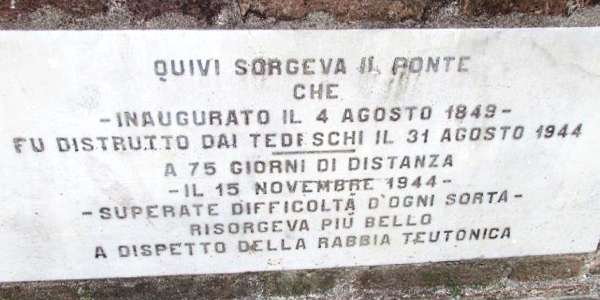 QUIVI SORGEVA IL PONTE
CHE
-INAUGURATO IL 4 AGOSTO 1849-
FU DISTRUTTO DAI TEDESCHI IL 31 AGOSTO 1944
A 75 GIORNI DI DISTANZA
-IL 15 NOVEMBRE 1944-
-SUPERATE DIFFICOLTÀ D'OGNI SORTA-
RISORGEVA PIÙ BELLO
A DISPETTO DELLA RABBIA TEUTONICA